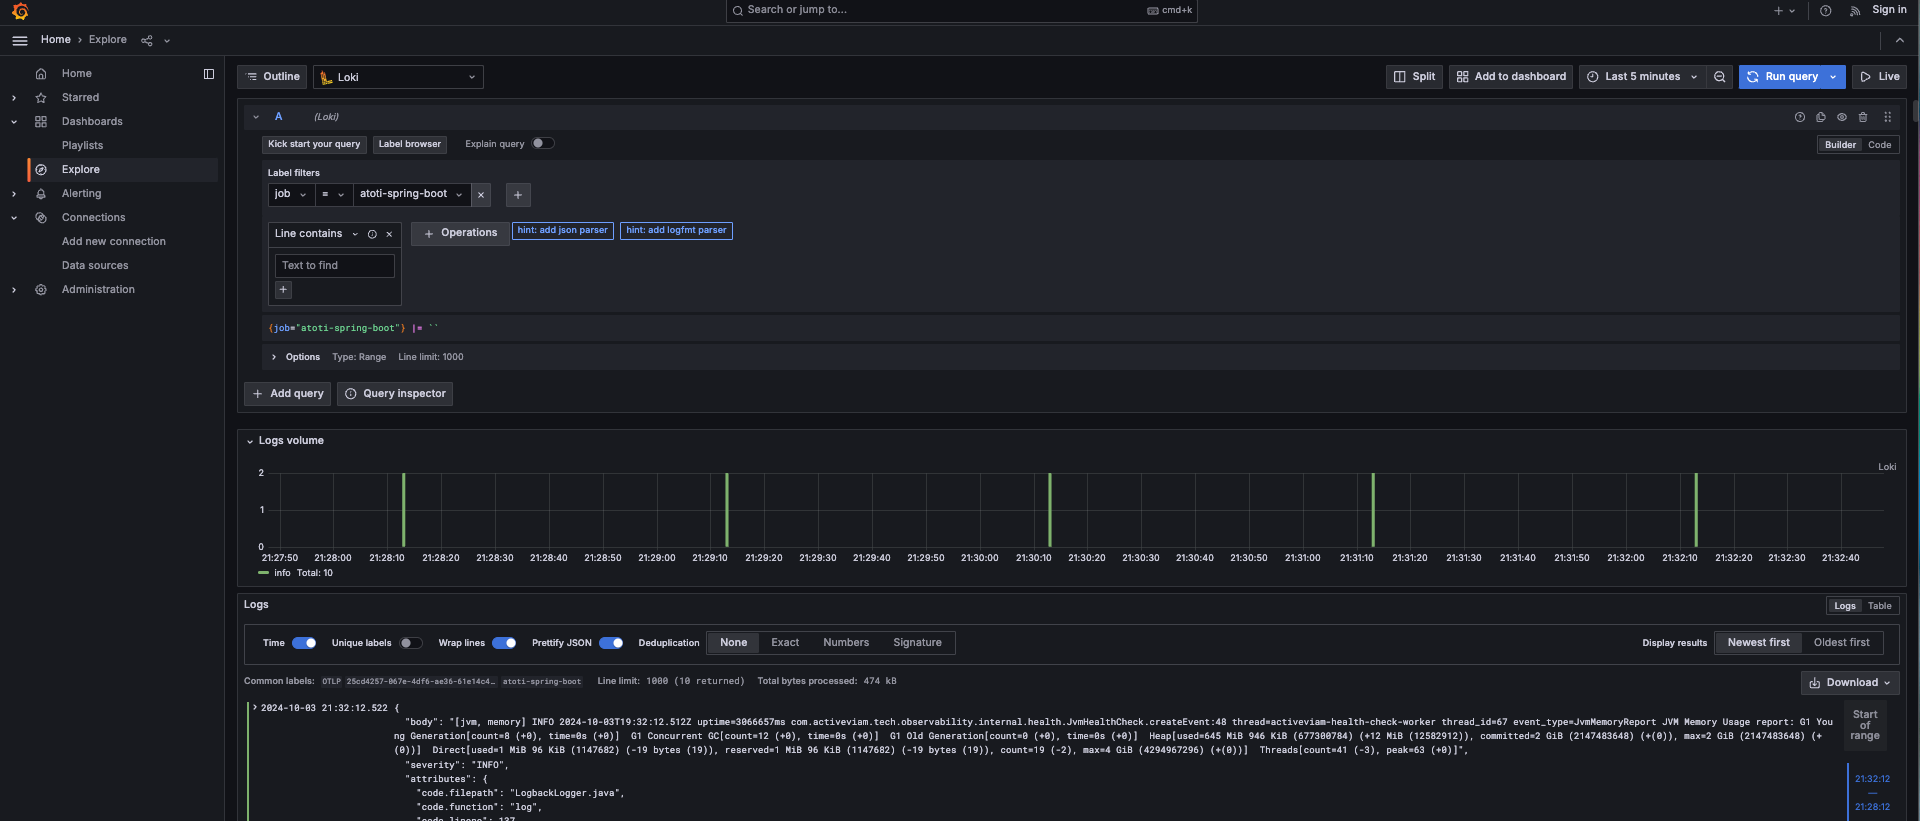 Search or jump to...
cmd+k
Sign in
Home › Explore
Home
Starred
Dashboards
Playlists
Explore
Alerting
Connections
Add new connection
Data sources
Administration
Outline
Loki
Split
Add to dashboard
Last 5 minutes
Run query
Live
A (Loki)
Kick start your query
Label browser
Explain query
Builder
Code
Label filters
job
=
atoti-spring-boot
Line contains
Operations
hint: add json parser
hint: add logfmt parser
Text to find
{job="atoti-spring-boot"} |= ``
Options Type: Range Line limit: 1000
Add query
Query inspector
Logs volume
2
1
0
Loki
21:27:50 21:28:00 21:28:10 21:28:20 21:28:30 21:28:40 21:28:50 21:29:00 21:29:10 21:29:20 21:29:30 21:29:40 21:29:50 21:30:00 21:30:10 21:30:20 21:30:30 21:30:40 21:30:50 21:31:00 21:31:10 21:31:20 21:31:30 21:31:40 21:31:50 21:32:00 21:32:10 21:32:20 21:32:30 21:32:40
info Total: 10
Logs
Logs
Table
Time
Unique labels
Wrap lines
Prettify JSON
Deduplication
None
Exact
Numbers
Signature
Display results
Newest first
Oldest first
Common labels: OTLP 25cd4257-067e-4df6-ae36-61e14c4… atoti-spring-boot Line limit: 1000 (10 returned) Total bytes processed: 474 kB
Download
2024-10-03 21:32:12.522 {
"body": "[jvm, memory] INFO 2024-10-03T19:32:12.512Z uptime=3066657ms com.activeviam.tech.observability.internal.health.JvmHealthCheck.createEvent:48 thread=activeviam-health-check-worker thread_id=67 event_type=JvmMemoryReport JVM Memory Usage report: G1 You
ng Generation[count=8 (+0), time=0s (+0)] G1 Concurrent GC[count=12 (+0), time=0s (+0)] G1 Old Generation[count=0 (+0), time=0s (+0)] Heap[used=645 MiB 946 KiB (677300784) (+12 MiB (12582912)), committed=2 GiB (2147483648) (+(0)), max=2 GiB (2147483648) (+
(0))] Direct[used=1 MiB 96 KiB (1147682) (-19 bytes (19)), reserved=1 MiB 96 KiB (1147682) (-19 bytes (19)), count=19 (-2), max=4 GiB (4294967296) (+(0))] Threads[count=41 (-3), peak=63 (+0)]",
"severity": "INFO",
"attributes": {
"code.filepath": "LogbackLogger.java",
"code.function": "log",
"code.lineno": 137,
Start
of
range
21:32:12
—
21:28:12